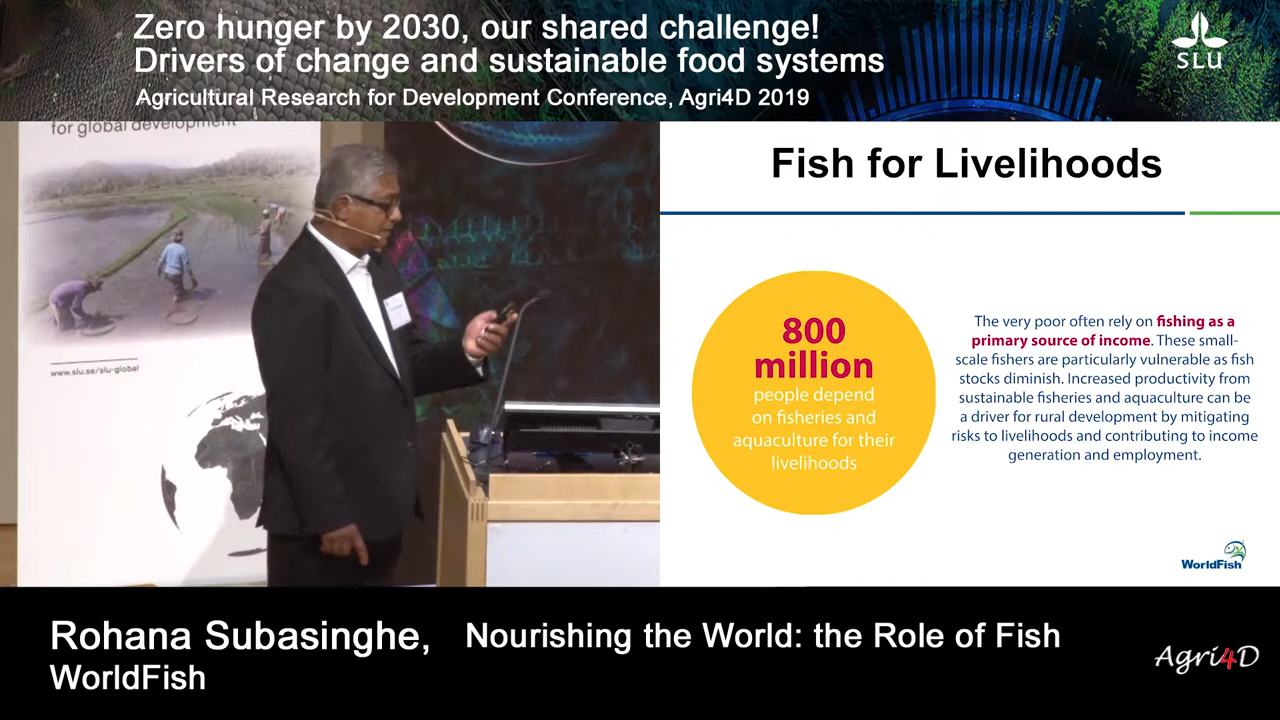 Zero hunger by 2030, our shared challenge!
Drivers of change and sustainable food systems
Agricultural Research for Development Conference, Agri4D 2019
SLU
for global development
www.slu.se/slu-global
Fish for Livelihoods
800
million
people depend
on fisheries and
aquaculture for their
livelihoods
The very poor often rely on fishing as a
primary source of income. These small-
scale fishers are particularly vulnerable as fish
stocks diminish. Increased productivity from
sustainable fisheries and aquaculture can be
a driver for rural development by mitigating
risks to livelihoods and contributing to income
generation and employment.
WorldFish
Rohana Subasinghe,
WorldFish
Nourishing the World: the Role of Fish
Agri4D